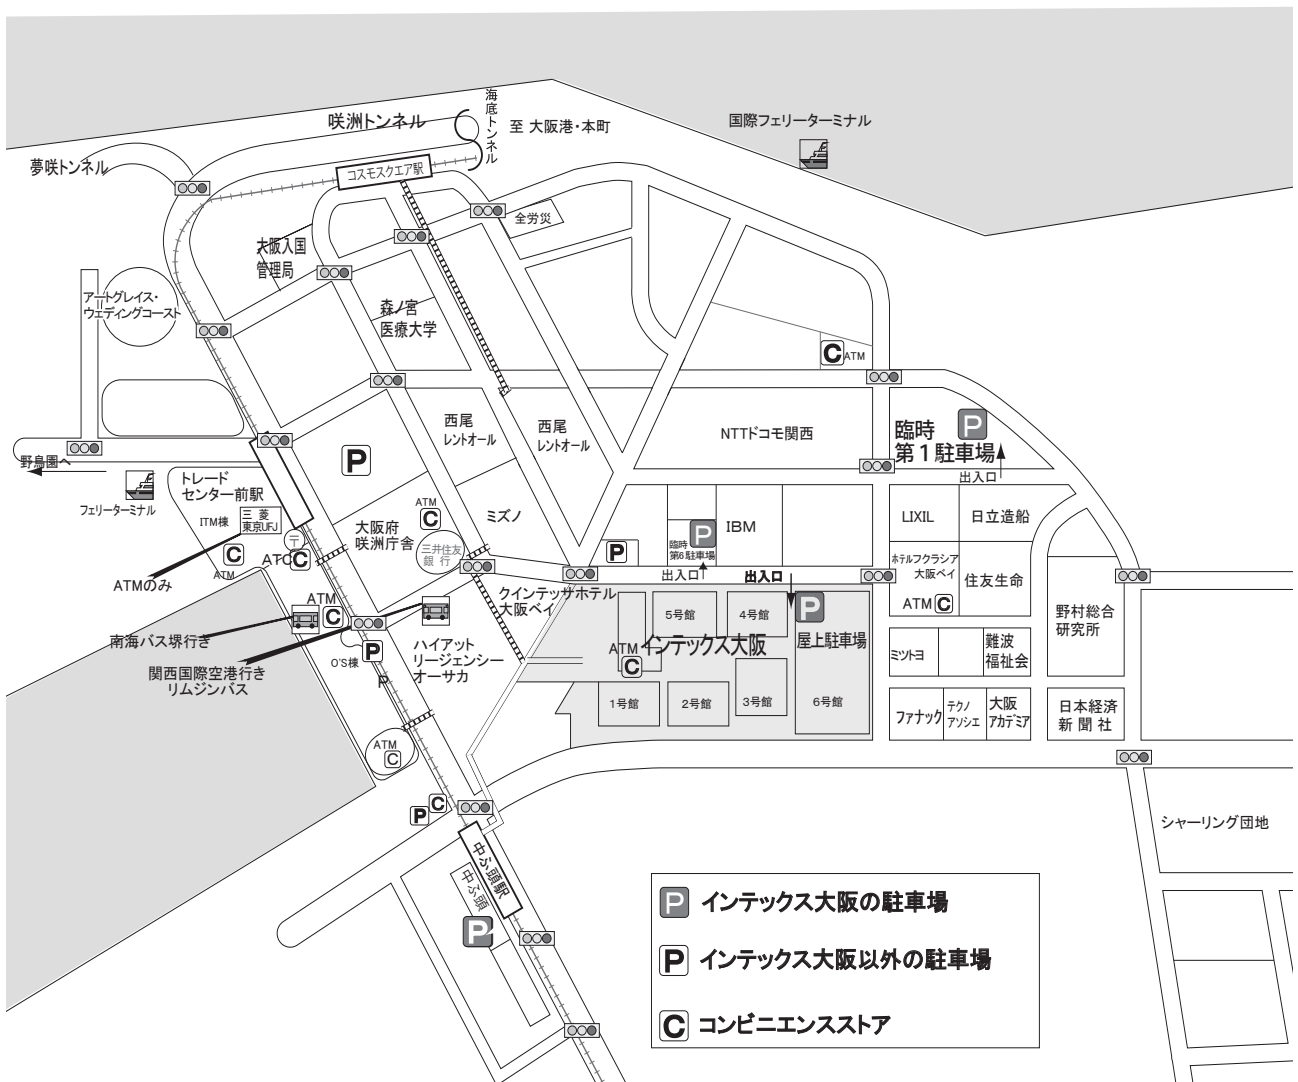 咲洲トンネル
海底トンネル
至 大阪港・本町
国際フェリーターミナル
夢咲トンネル
コスモスクエア駅
全労災
大阪入国
管理局
アートグレイス・
ウェディングコースト
森ノ宮
医療大学
C ATM
西尾
レントオール
西尾
レントオール
NTTドコモ関西
臨時
第1駐車場
P
出入口
野鳥園へ
フェリーターミナル
トレード
センター前駅
P
ITM棟
三菱
東京UFJ
〒
C
ATM
ATC C
ATMのみ
大阪府
咲洲庁舎
ATM
C
三井住友
銀行
ミズノ
P
臨時
第6駐車場
P
IBM
出入口
出入口
LIXIL
日立造船
ホテルフクラシア
大阪ベイ
ATM C
住友生命
野村総合
研究所
クインテッサホテル
大阪ベイ
ATM
C
南海バス堺行き
関西国際空港行き
リムジンバス
O'S棟
P
P
ハイアット
リージェンシー
オーサカ
5号館
4号館
P
屋上駐車場
インテックス大阪
ATM
C
1号館
2号館
3号館
6号館
ミツトヨ
難波
福祉会
ファナック
テクノ
アソシエ
大阪
アカデミア
日本経済
新聞社
ATM
C
P
C
中ふ頭駅
中ふ頭
P
シャーリング団地
P インテックス大阪の駐車場
P インテックス大阪以外の駐車場
C コンビニエンスストア